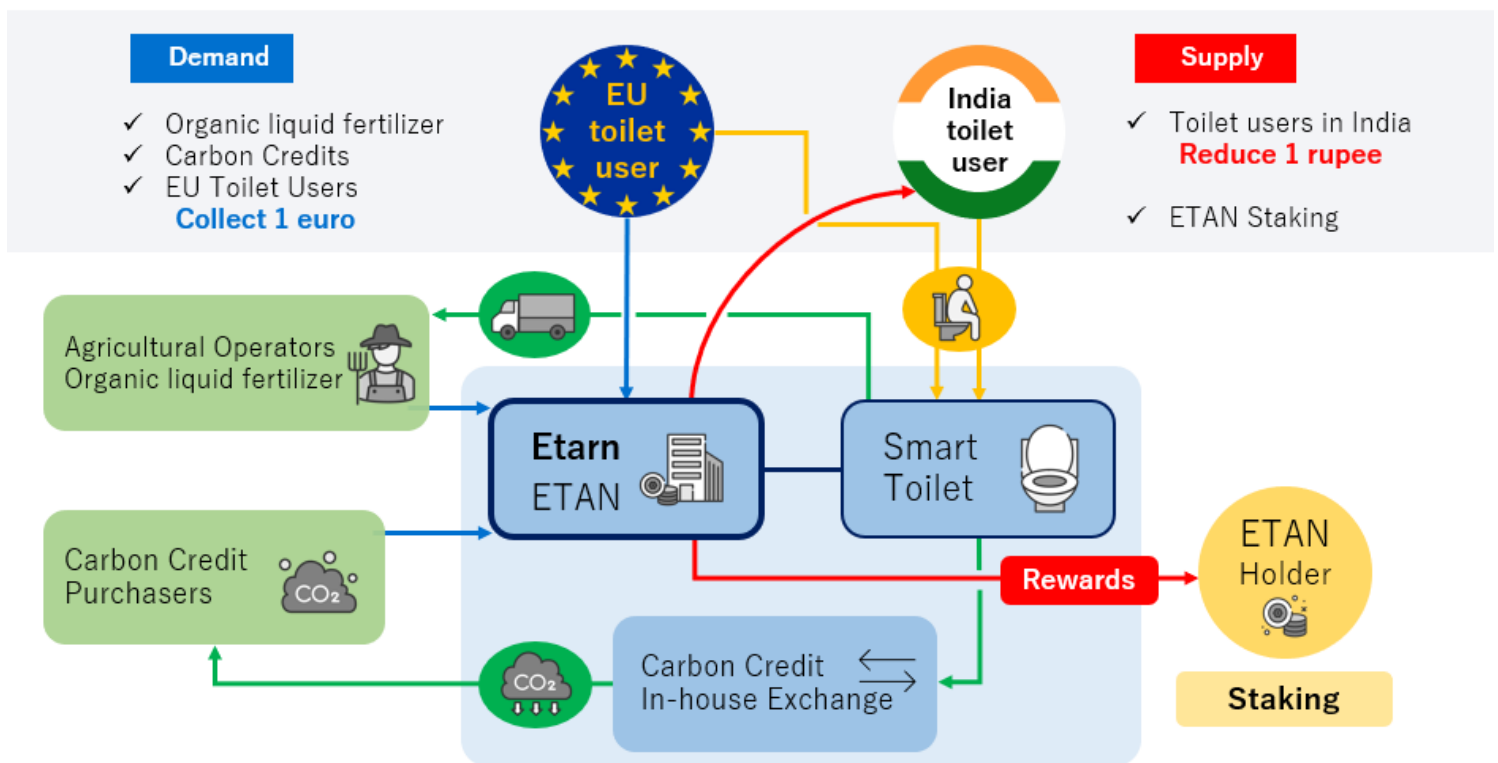 Demand
✓ Organic liquid fertilizer
✓ Carbon Credits
✓ EU Toilet Users
Collect 1 euro
EU
toilet
user
India
toilet
user
Supply
✓ Toilet users in India
Reduce 1 rupee
✓ ETAN Staking
Agricultural Operators
Organic liquid fertilizer
Etarn
ETAN
Smart
Toilet
Carbon Credit
Purchasers
CO₂
Rewards
ETAN
Holder
CO₂
Carbon Credit
In-house Exchange
Staking